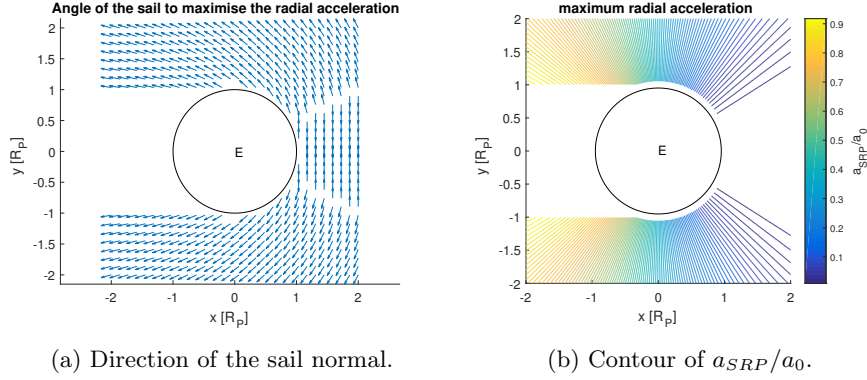 Angle of the sail to maximise the radial acceleration
2
1.5
1
0.5
0
-0.5
-1
-1.5
-2
y [R_P]
E
-2 -1 0 1 2
x [R_P]
(a) Direction of the sail normal.
maximum radial acceleration
2
1.5
1
0.5
0
-0.5
-1
-1.5
-2
y [R_P]
E
-2 -1 0 1 2
x [R_P]
0.9
0.8
0.7
0.6
0.5
0.4
0.3
0.2
0.1
a_SRP/a_0
(b) Contour of a_{SRP}/a_0.